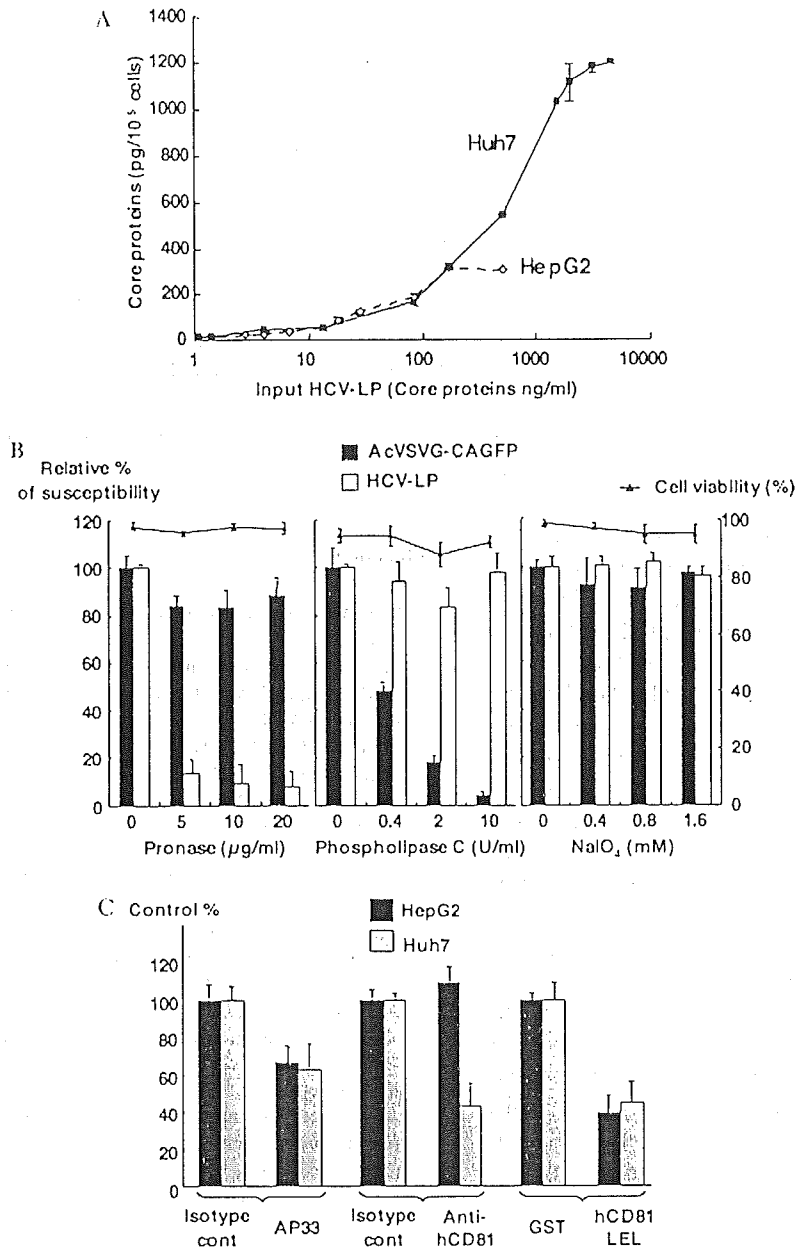 A
Core proteins (pg/10⁵ cells)
1400
1200
1000
800
600
400
200
0
Huh7
HepG2
1 10 100 1000 10000
Input HCV-LP (Core proteins ng/ml)
B
Relative %
of susceptibility
AcVSVG-CAGFP
HCV-LP
Cell viability (%)
120
100
80
60
40
20
0
100
80
60
40
20
0
0 5 10 20
Pronase (µg/ml)
0 0.4 2 10
Phospholipase C (U/ml)
0 0.4 0.8 1.6
NaIO₄ (mM)
C Control %
HepG2
Huh7
120
100
80
60
40
20
0
Isotype
cont
AP33
Isotype
cont
Anti-
hCD81
GST
hCD81
LEL